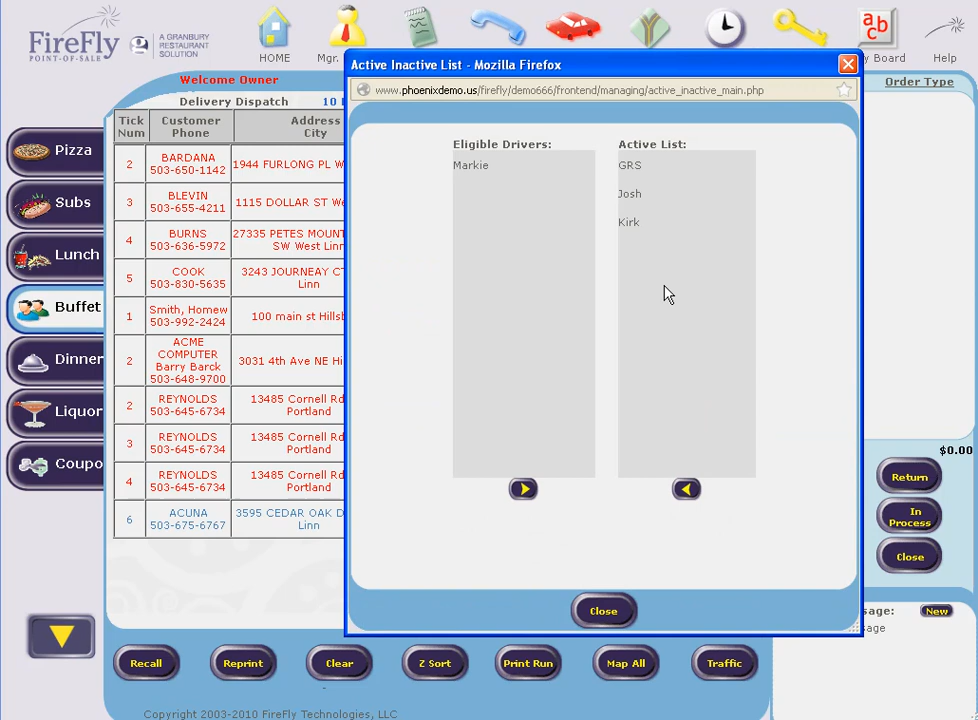 FIREFLY
POINT-OF-SALE
A GRANBURY
RESTAURANT
SOLUTION
HOME
Mgr.
Board
Help
Active Inactive List - Mozilla Firefox
www.phoenixdemo.us/firefly/demo666/frontend/managing/active_inactive_main.php
Welcome Owner
Order Type
Delivery Dispatch 10
Tick
Num
Customer
Phone
Address
City
2
BARDANA
503-650-1142
1944 FURLONG PL W
3
BLEVIN
503-655-4211
1115 DOLLAR ST We
4
BURNS
503-636-5972
27335 PETES MOUNT
SW West Linn
5
COOK
503-830-5635
3243 JOURNEAY CT
Linn
1
Smith, Homew
503-992-2424
100 main st Hillsb
2
ACME
COMPUTER
Barry Barck
503-648-9700
3031 4th Ave NE Hi
2
REYNOLDS
503-645-6734
13485 Cornell Rd
Portland
3
REYNOLDS
503-645-6734
13485 Cornell Rd
Portland
4
REYNOLDS
503-645-6734
13485 Cornell Rd
Portland
6
ACUNA
503-675-6767
3595 CEDAR OAK D
Linn
Pizza
Subs
Lunch
Buffet
Dinner
Liquor
Coupo
Eligible Drivers:
Markie
Active List:
GRS
Josh
Kirk
Close
$0.00
Return
In
Process
Close
sage: New
sage
Recall
Reprint
Clear
Z Sort
Print Run
Map All
Traffic
Copyright 2003-2010 FireFly Technologies, LLC